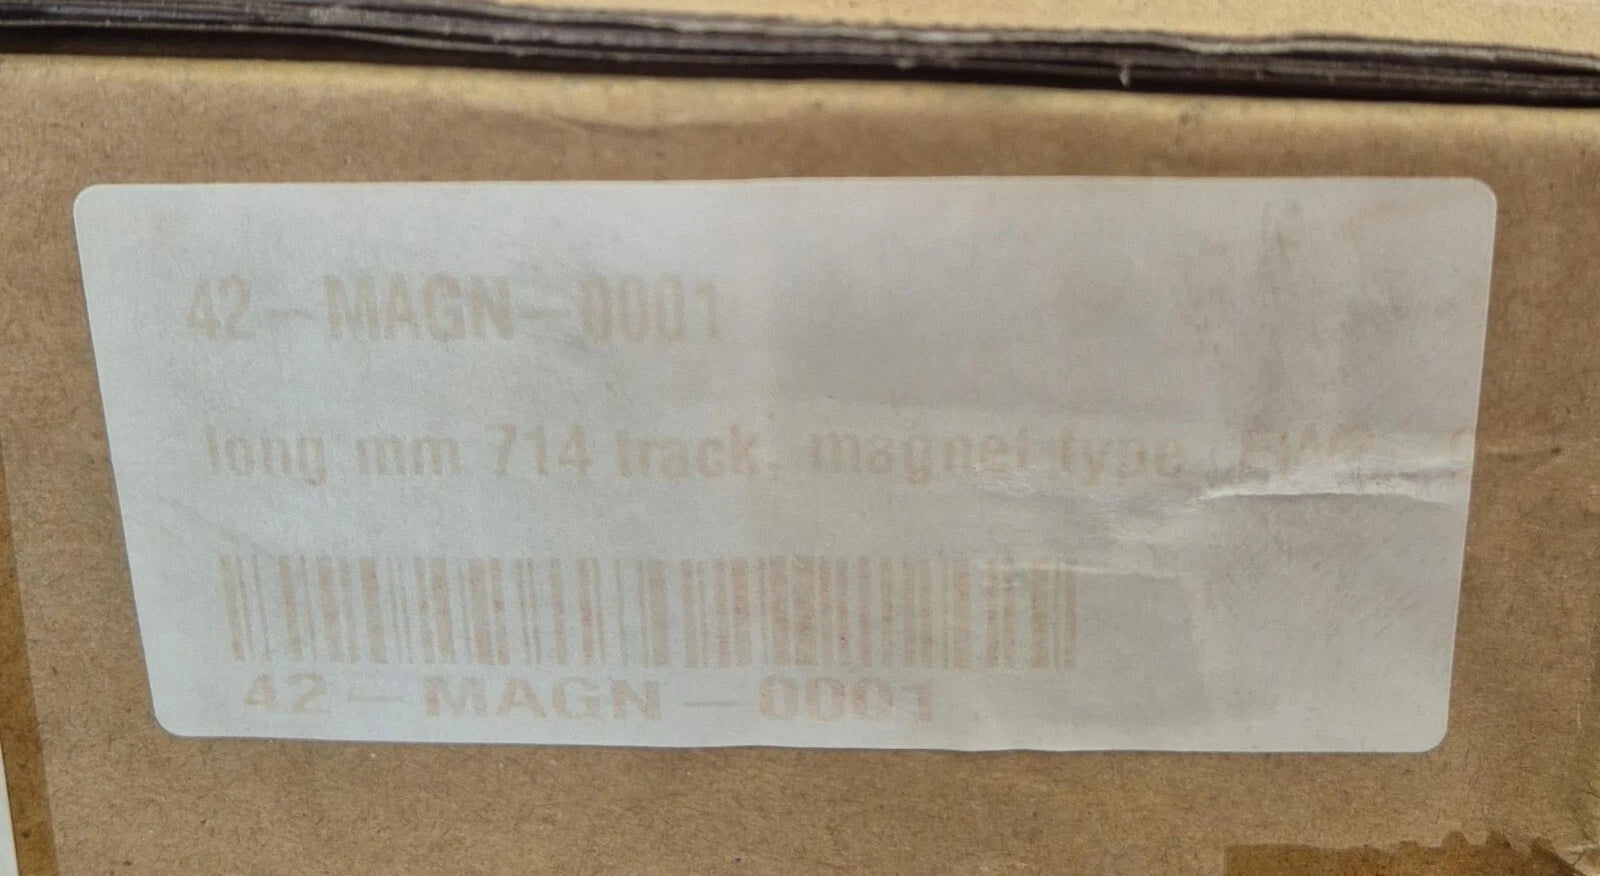 42-MAGN-0001
long mm 714 track, magnet type
42-MAGN-0001